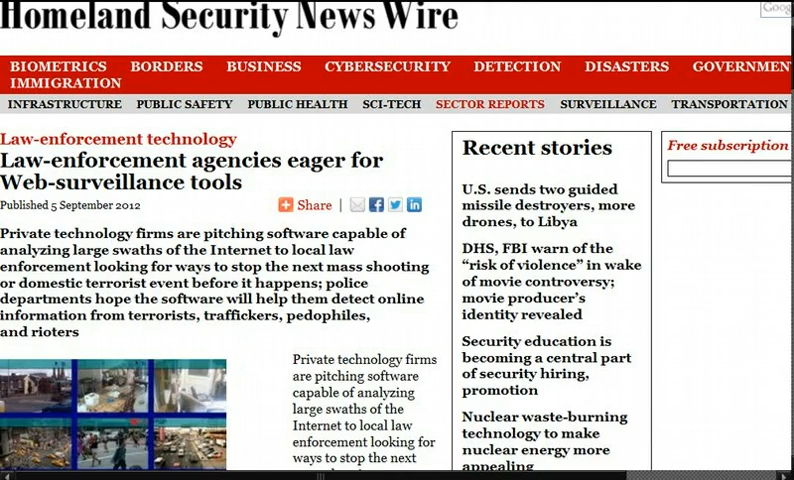 Homeland Security News Wire
BIOMETRICS BORDERS BUSINESS CYBERSECURITY DETECTION DISASTERS GOVERNMEN
IMMIGRATION
INFRASTRUCTURE PUBLIC SAFETY PUBLIC HEALTH SCI-TECH SECTOR REPORTS SURVEILLANCE TRANSPORTATION
Law-enforcement technology
Law-enforcement agencies eager for
Web-surveillance tools
Published 5 September 2012
Share |
Private technology firms are pitching software capable of
analyzing large swaths of the Internet to local law
enforcement looking for ways to stop the next mass shooting
or domestic terrorist event before it happens; police
departments hope the software will help them detect online
information from terrorists, traffickers, pedophiles,
and rioters
Private technology firms
are pitching software
capable of analyzing
large swaths of the
Internet to local law
enforcement looking for
ways to stop the next
Recent stories
U.S. sends two guided
missile destroyers, more
drones, to Libya
DHS, FBI warn of the
“risk of violence” in wake
of movie controversy;
movie producer’s
identity revealed
Security education is
becoming a central part
of security hiring,
promotion
Nuclear waste-burning
technology to make
nuclear energy more
appealing
Free subscription
Goog